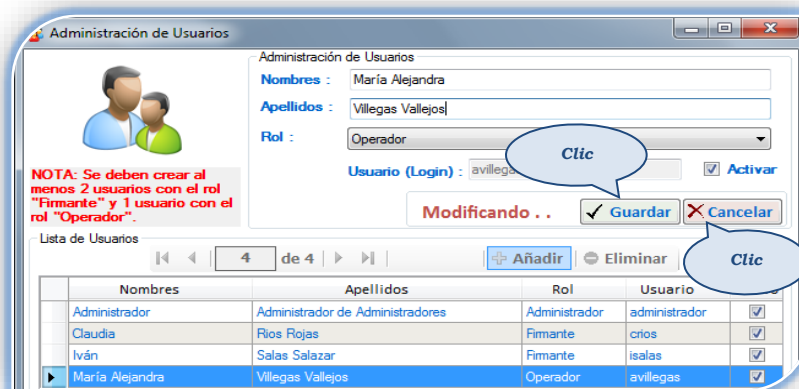 Administración de Usuarios
Administración de Usuarios
Nombres : María Alejandra
Apellidos : Villegas Vallejos
Rol : Operador
Clic
Usuario (Login) : avillega
Activar
NOTA: Se deben crear al
menos 2 usuarios con el rol
"Firmante" y 1 usuario con el
rol "Operador".
Modificando . . Guardar Cancelar
Lista de Usuarios
4 de 4 Añadir Eliminar
Clic
Nombres Apellidos Rol Usuario
Administrador Administrador de Administradores Administrador administrador
Claudia Rios Rojas Firmante crios
Iván Salas Salazar Firmante isalas
María Alejandra Villegas Vallejos Operador avillegas